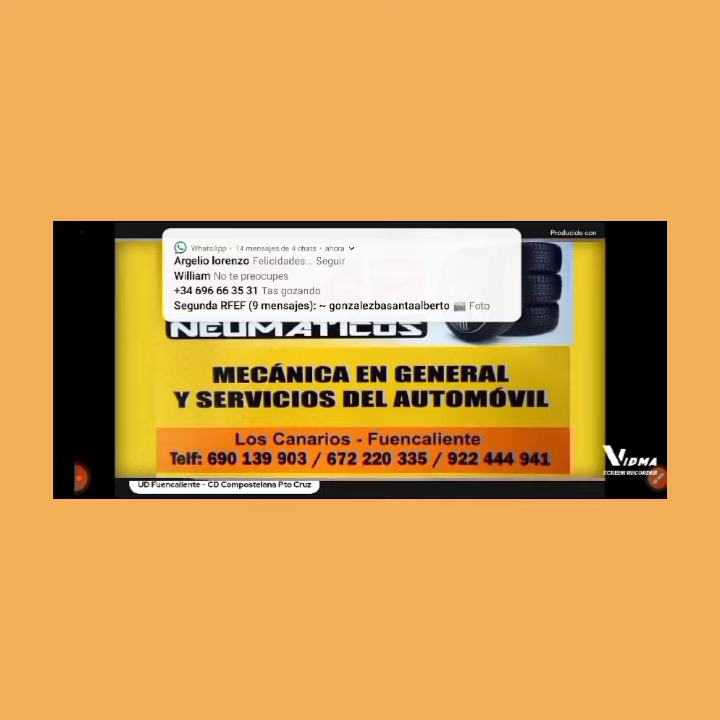 Producido con
WhatsApp • 14 mensajes de 4 chats • ahora
Argelio lorenzo Felicidades... Seguir
William No te preocupes
+34 696 66 35 31 Tas gozando
Segunda RFEF (9 mensajes): ~ gonzalezbasantaalberto 📷 Foto
NEUMÁTICOS
MECÁNICA EN GENERAL
Y SERVICIOS DEL AUTOMÓVIL
Los Canarios - Fuencaliente
Telf: 690 139 903 / 672 220 335 / 922 444 941
VIDMA
SCREEN RECORDER
UD Fuencaliente - CD Compostelana Pto Cruz